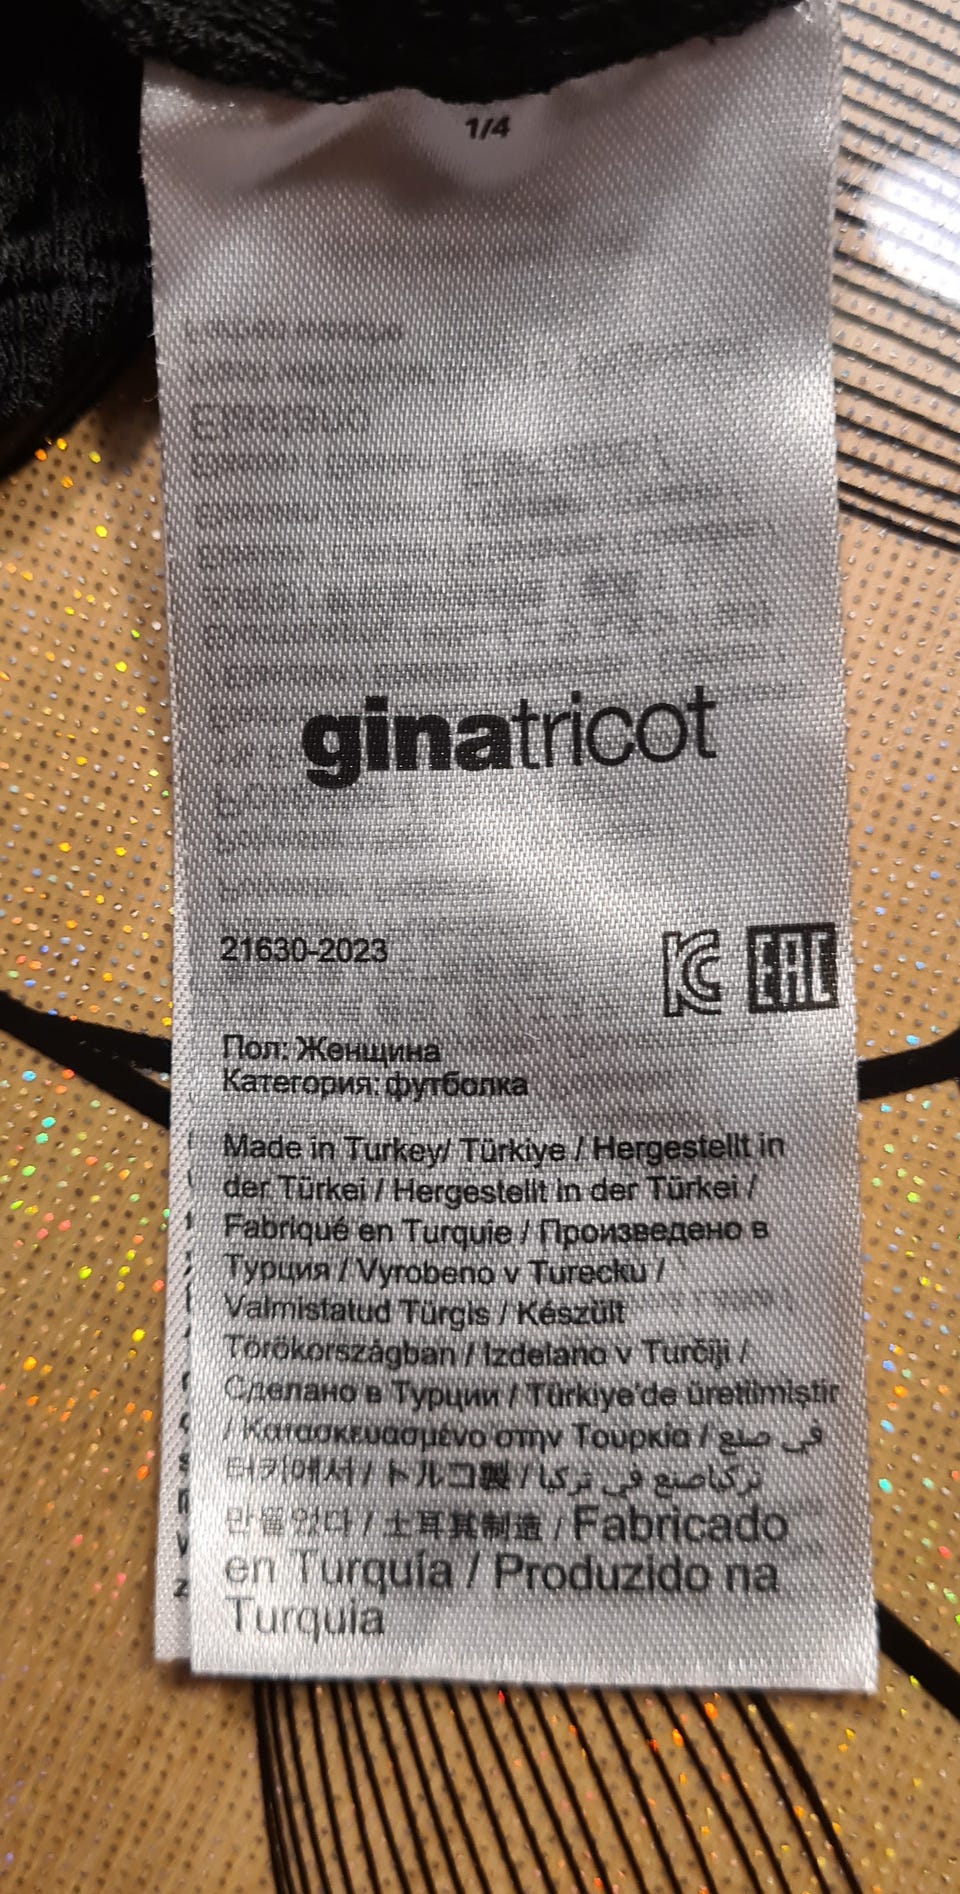 1/4
ginatricot
21630-2023
EAC
Пол: Женщина
Категория: футболка
Made in Turkey/ Türkiye / Hergestellt in
der Türkei / Hergestellt in der Türkei /
Fabriqué en Turquie / Произведено в
Турция / Vyrobeno v Turecku /
Valmistatud Türgis / Készült
Törökországban / Izdelano v Turčiji /
Сделано в Турции / Türkiye'de üretilmiştir
/ Κατασκευασμένο στην Τουρκία / في صنع
터키에서 / トルコ製 / تركياصنع في تركيا
만들었다 / 土耳其制造 / Fabricado
en Turquía / Produzido na
Turquia